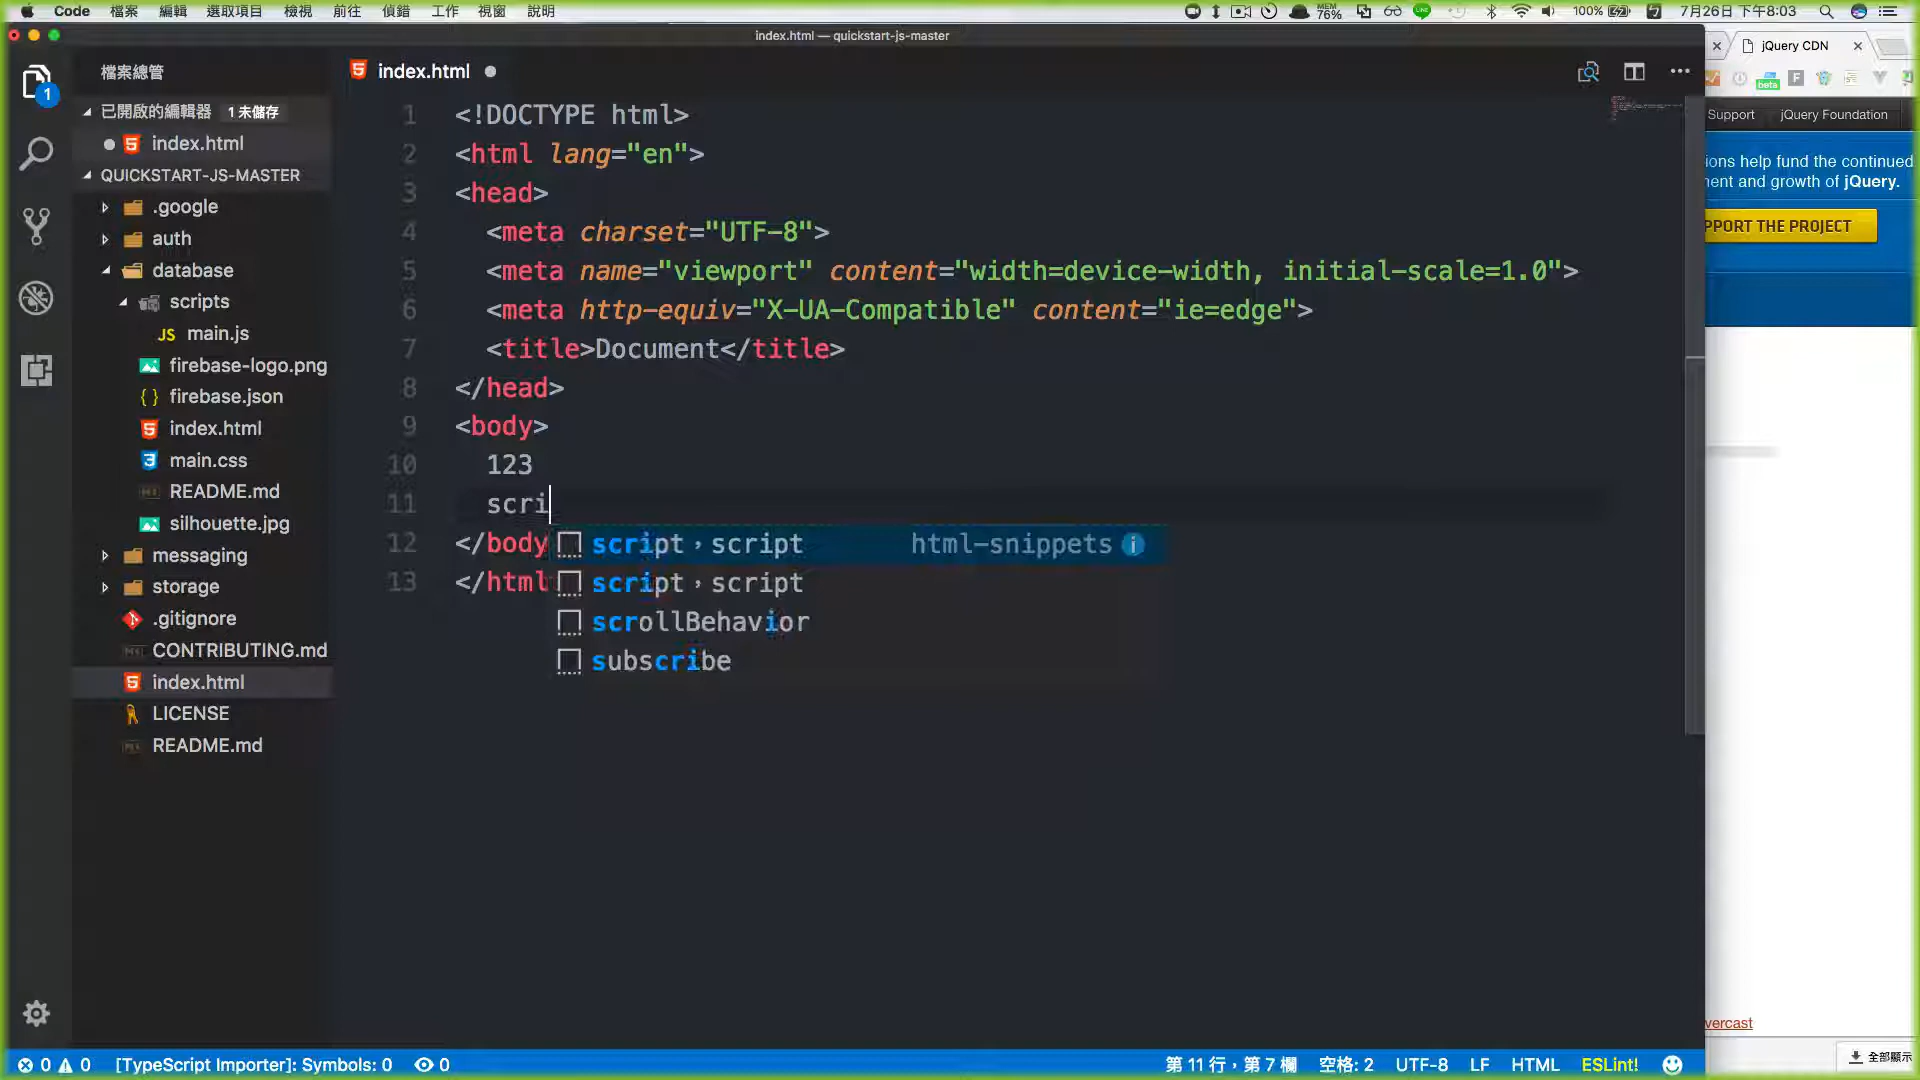 Code 檔案 編輯 選取項目 檢視 前往 偵錯 工作 視窗 說明 MEM 76% 100% 7月26日 下午8:03
index.html — quickstart-js-master
jQuery CDN
檔案總管
index.html
1
已開啟的編輯器 1 未儲存
index.html
QUICKSTART-JS-MASTER
.google
auth
database
scripts
JS main.js
firebase-logo.png
{ } firebase.json
index.html
main.css
README.md
silhouette.jpg
messaging
storage
.gitignore
CONTRIBUTING.md
index.html
LICENSE
README.md
1 <!DOCTYPE html>
2 <html lang="en">
3 <head>
4 <meta charset="UTF-8">
5 <meta name="viewport" content="width=device-width, initial-scale=1.0">
6 <meta http-equiv="X-UA-Compatible" content="ie=edge">
7 <title>Document</title>
8 </head>
9 <body>
10 123
11 scri
12 </body
13 </html
script，script html-snippets
script，script
scrollBehavior
subscribe
beta
Support jQuery Foundation
ions help fund the continued
ment and growth of jQuery.
PPORT THE PROJECT
vercast
全部顯示
0 0 [TypeScript Importer]: Symbols: 0 0 第 11 行，第 7 欄 空格: 2 UTF-8 LF HTML ESLint!